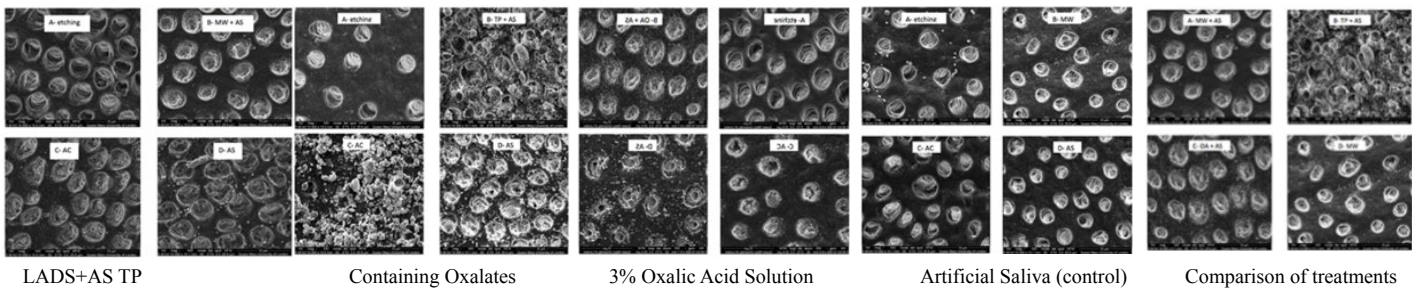 A- etching
B- MW + AS
A- etching
B- TP + AS
B- OA + AS
A- etching
A- etching
B- MW
A- MW + AS
B- TP + AS
C- AC
D- AS
C- AC
D- AS
D- AS
C- AC
C- AC
D- AS
C- OA + AS
D- MW
LADS+AS TP
Containing Oxalates
3% Oxalic Acid Solution
Artificial Saliva (control)
Comparison of treatments